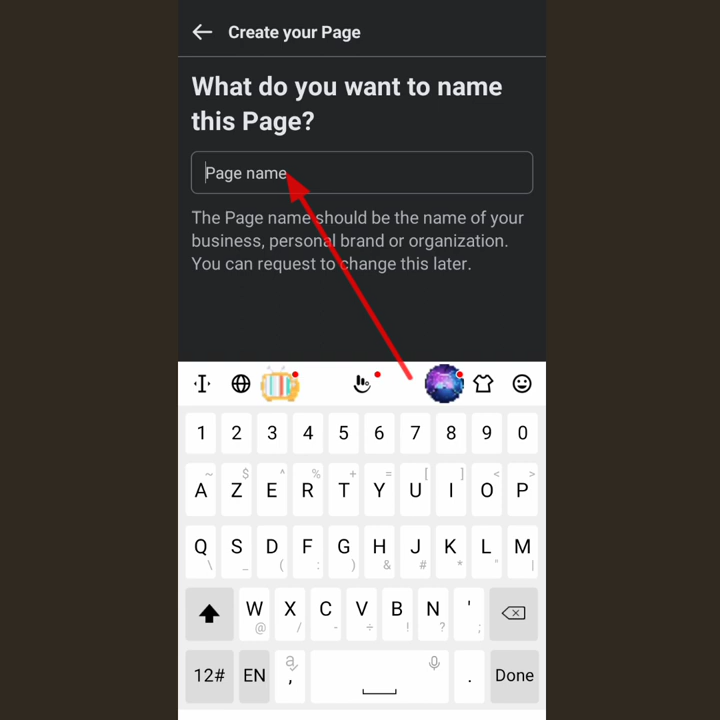 Create your Page
What do you want to name
this Page?
Page name
The Page name should be the name of your
business, personal brand or organization.
You can request to change this later.
1 2 3 4 5 6 7 8 9 0
~ $ ^ % + = [ ] < >
A Z E R T Y U I O P
Q S D F G H J K L M
\ _ ( : ) & # * " |
W X C V B N '
@ / - ÷ ! ? ;
12# EN , . Done